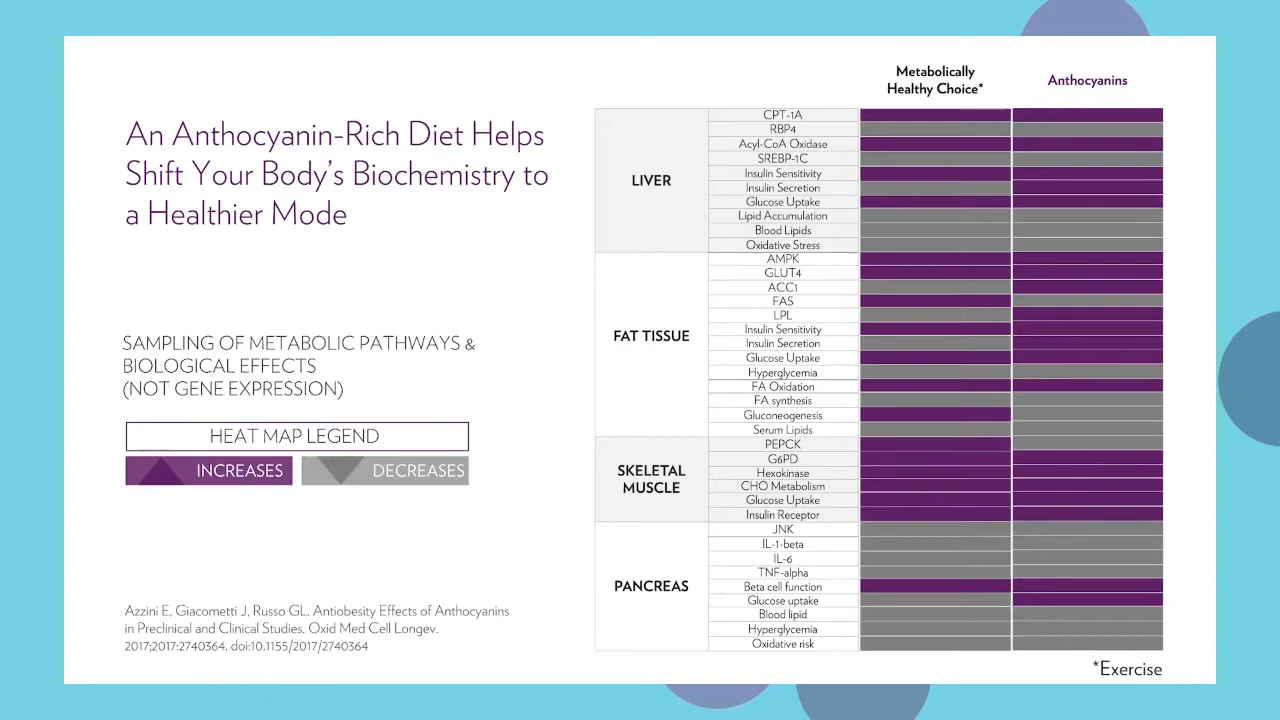 An Anthocyanin-Rich Diet Helps
Shift Your Body's Biochemistry to
a Healthier Mode
SAMPLING OF METABOLIC PATHWAYS &
BIOLOGICAL EFFECTS
(NOT GENE EXPRESSION)
HEAT MAP LEGEND
INCREASES
DECREASES
Azzini E, Giacometti J, Russo GL. Antiobesity Effects of Anthocyanins
in Preclinical and Clinical Studies. Oxid Med Cell Longev.
2017;2017:2740364. doi:10.1155/2017/2740364
Metabolically
Healthy Choice*
Anthocyanins
LIVER
CPT-1A
RBP4
Acyl-CoA Oxidase
SREBP-1C
Insulin Sensitivity
Insulin Secretion
Glucose Uptake
Lipid Accumulation
Blood Lipids
Oxidative Stress
FAT TISSUE
AMPK
GLUT4
ACC1
FAS
LPL
Insulin Sensitivity
Insulin Secretion
Glucose Uptake
Hyperglycemia
FA Oxidation
FA synthesis
Gluconeogenesis
Serum Lipids
SKELETAL
MUSCLE
PEPCK
G6PD
Hexokinase
CHO Metabolism
Glucose Uptake
Insulin Receptor
PANCREAS
JNK
IL-1-beta
IL-6
TNF-alpha
Beta cell function
Glucose uptake
Blood lipid
Hyperglycemia
Oxidative risk
*Exercise